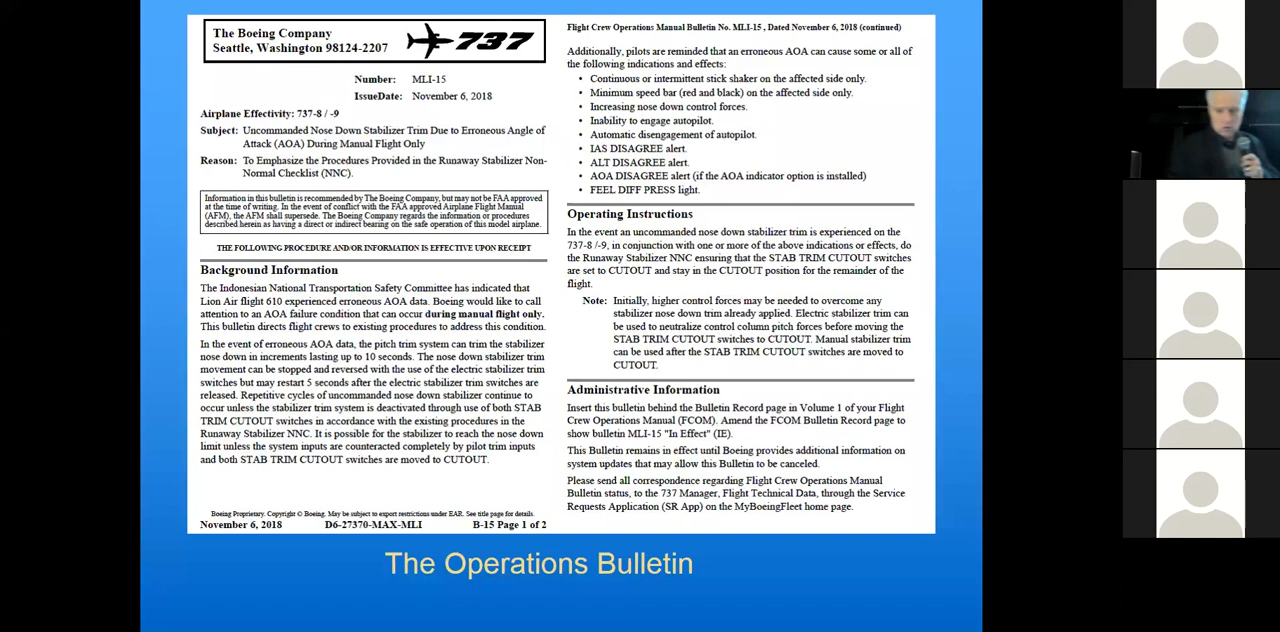 The Boeing Company
Seattle, Washington 98124-2207
737
Number: MLI-15
IssueDate: November 6, 2018
Airplane Effectivity: 737-8 / -9
Subject: Uncommanded Nose Down Stabilizer Trim Due to Erroneous Angle of
Attack (AOA) During Manual Flight Only
Reason: To Emphasize the Procedures Provided in the Runaway Stabilizer Non-
Normal Checklist (NNC).
Information in this bulletin is recommended by The Boeing Company, but may not be FAA approved
at the time of writing. In the event of conflict with the FAA approved Airplane Flight Manual
(AFM), the AFM shall supersede. The Boeing Company regards the information or procedures
described herein as having a direct or indirect bearing on the safe operation of this model airplane.
THE FOLLOWING PROCEDURE AND/OR INFORMATION IS EFFECTIVE UPON RECEIPT
Background Information
The Indonesian National Transportation Safety Committee has indicated that
Lion Air flight 610 experienced erroneous AOA data. Boeing would like to call
attention to an AOA failure condition that can occur during manual flight only.
This bulletin directs flight crews to existing procedures to address this condition.
In the event of erroneous AOA data, the pitch trim system can trim the stabilizer
nose down in increments lasting up to 10 seconds. The nose down stabilizer trim
movement can be stopped and reversed with the use of the electric stabilizer trim
switches but may restart 5 seconds after the electric stabilizer trim switches are
released. Repetitive cycles of uncommanded nose down stabilizer continue to
occur unless the stabilizer trim system is deactivated through use of both STAB
TRIM CUTOUT switches in accordance with the existing procedures in the
Runaway Stabilizer NNC. It is possible for the stabilizer to reach the nose down
limit unless the system inputs are counteracted completely by pilot trim inputs
and both STAB TRIM CUTOUT switches are moved to CUTOUT.
Boeing Proprietary. Copyright © Boeing. May be subject to export restrictions under EAR. See title page for details.
November 6, 2018 D6-27370-MAX-MLI B-15 Page 1 of 2
Flight Crew Operations Manual Bulletin No. MLI-15 , Dated November 6, 2018 (continued)
Additionally, pilots are reminded that an erroneous AOA can cause some or all of
the following indications and effects:
• Continuous or intermittent stick shaker on the affected side only.
• Minimum speed bar (red and black) on the affected side only.
• Increasing nose down control forces.
• Inability to engage autopilot.
• Automatic disengagement of autopilot.
• IAS DISAGREE alert.
• ALT DISAGREE alert.
• AOA DISAGREE alert (if the AOA indicator option is installed)
• FEEL DIFF PRESS light.
Operating Instructions
In the event an uncommanded nose down stabilizer trim is experienced on the
737-8 /-9, in conjunction with one or more of the above indications or effects, do
the Runaway Stabilizer NNC ensuring that the STAB TRIM CUTOUT switches
are set to CUTOUT and stay in the CUTOUT position for the remainder of the
flight.
Note: Initially, higher control forces may be needed to overcome any
stabilizer nose down trim already applied. Electric stabilizer trim can
be used to neutralize control column pitch forces before moving the
STAB TRIM CUTOUT switches to CUTOUT. Manual stabilizer trim
can be used after the STAB TRIM CUTOUT switches are moved to
CUTOUT.
Administrative Information
Insert this bulletin behind the Bulletin Record page in Volume 1 of your Flight
Crew Operations Manual (FCOM). Amend the FCOM Bulletin Record page to
show bulletin MLI-15 "In Effect" (IE).
This Bulletin remains in effect until Boeing provides additional information on
system updates that may allow this Bulletin to be canceled.
Please send all correspondence regarding Flight Crew Operations Manual
Bulletin status, to the 737 Manager, Flight Technical Data, through the Service
Requests Application (SR App) on the MyBoeingFleet home page.
The Operations Bulletin